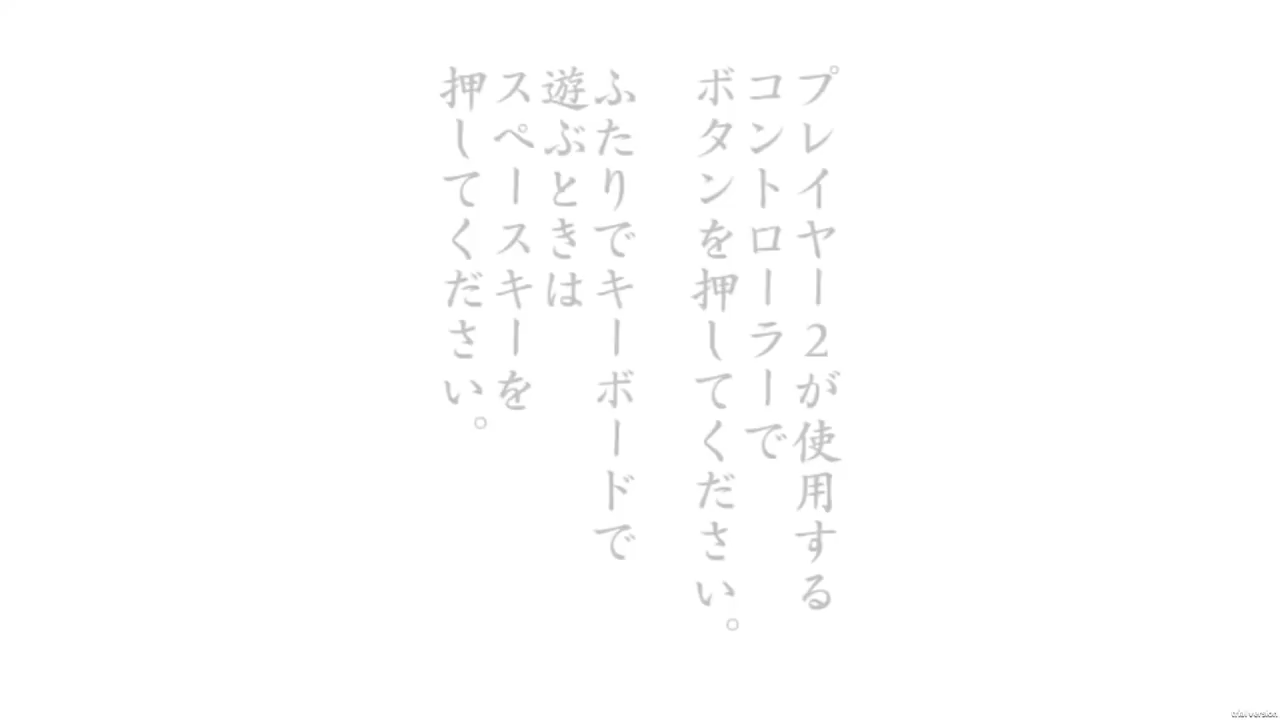 プレイヤー2が使用する
コントローラーで
ボタンを押してください。
ふたりでキーボードで
遊ぶときは
スペースキーを
押してください。
trial version